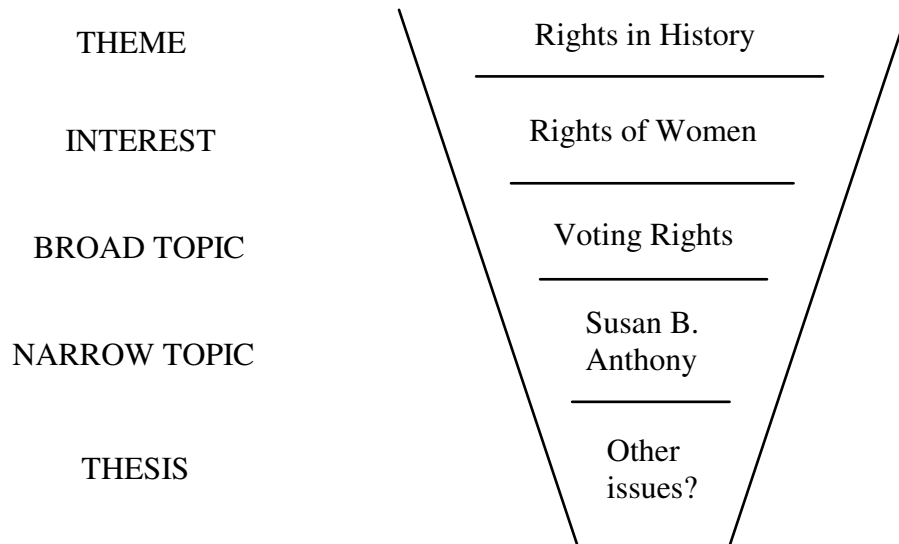 THEME
Rights in History
INTEREST
Rights of Women
BROAD TOPIC
Voting Rights
NARROW TOPIC
Susan B.
Anthony
THESIS
Other
issues?